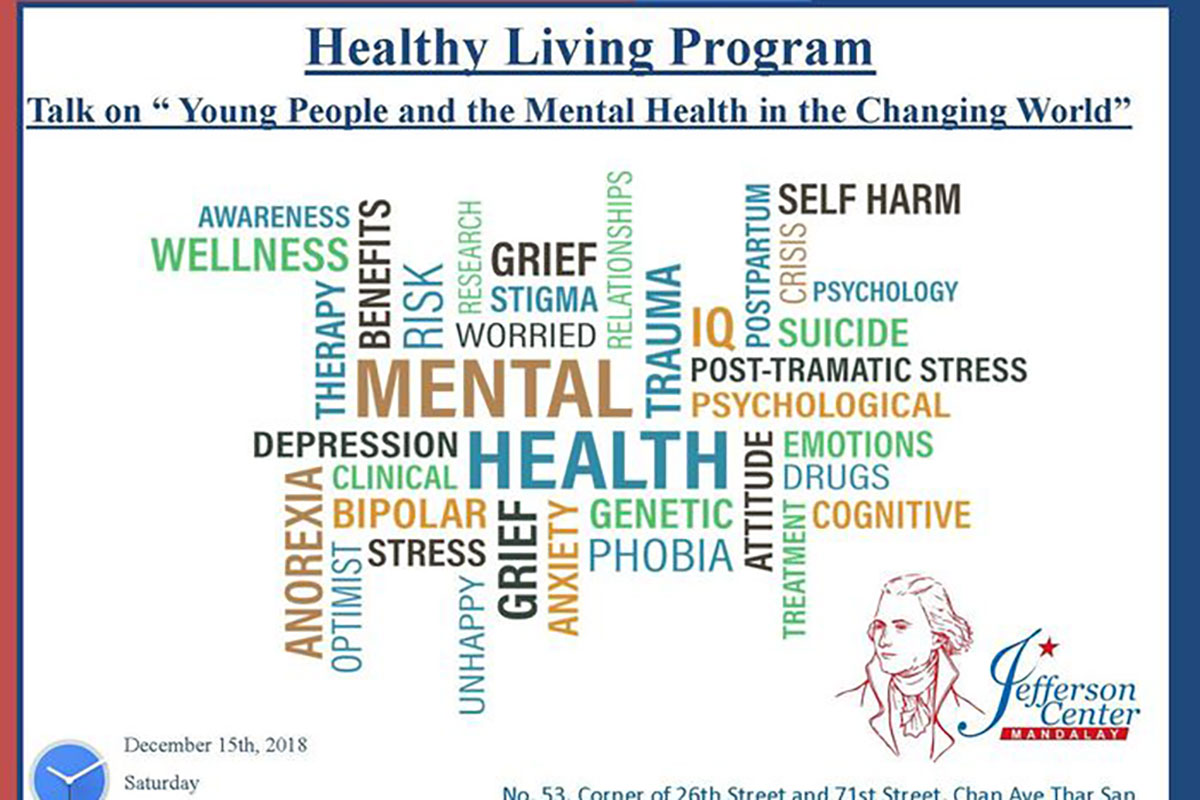 Healthy Living Program
Talk on “ Young People and the Mental Health in the Changing World”
AWARENESS
WELLNESS
THERAPY
BENEFITS
RISK
RESEARCH
GRIEF
STIGMA
WORRIED
RELATIONSHIPS
TRAUMA
IQ
POSTPARTUM
SELF HARM
CRISIS
PSYCHOLOGY
SUICIDE
POST-TRAMATIC STRESS
PSYCHOLOGICAL
MENTAL
DEPRESSION
HEALTH
CLINICAL
ANOREXIA
BIPOLAR
OPTIMIST
STRESS
UNHAPPY
GRIEF
ANXIETY
GENETIC
PHOBIA
ATTITUDE
EMOTIONS
DRUGS
COGNITIVE
TREATMENT
Jefferson
Center
MANDALAY
December 15th, 2018
Saturday
No. 53, Corner of 26th Street and 71st Street, Chan Aye Thar San